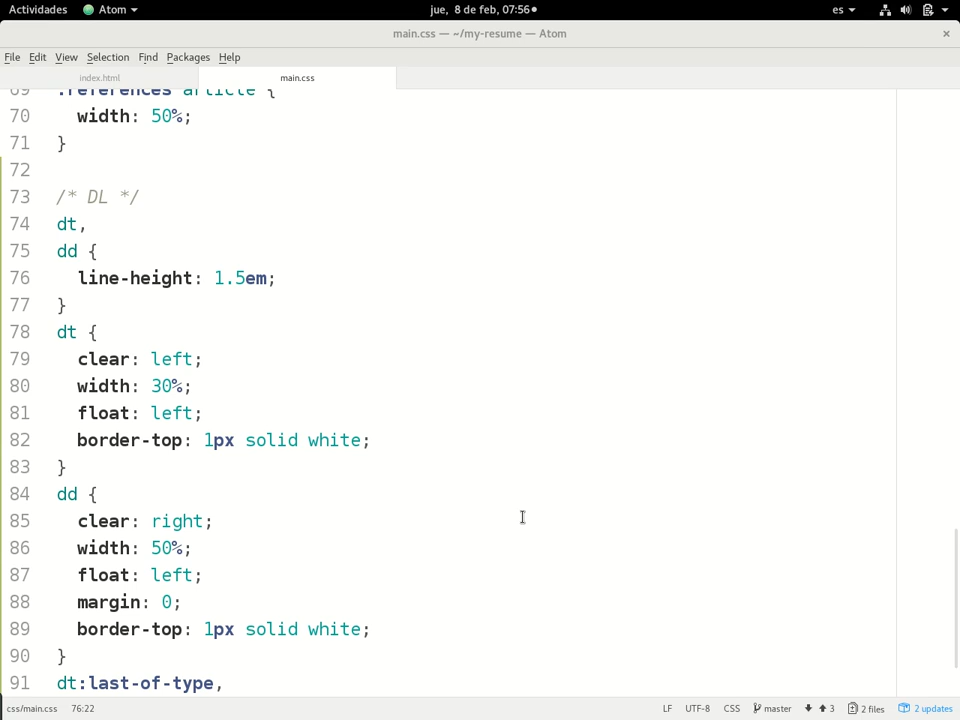 Actividades Atom jue, 8 de feb, 07:56 es
main.css — ~/my-resume — Atom
File Edit View Selection Find Packages Help
index.html main.css
69 .references article {
70 width: 50%;
71 }
72
73 /* DL */
74 dt,
75 dd {
76 line-height: 1.5em;
77 }
78 dt {
79 clear: left;
80 width: 30%;
81 float: left;
82 border-top: 1px solid white;
83 }
84 dd {
85 clear: right;
86 width: 50%;
87 float: left;
88 margin: 0;
89 border-top: 1px solid white;
90 }
91 dt:last-of-type,
css/main.css 76:22 LF UTF-8 CSS master 3 2 files 2 updates